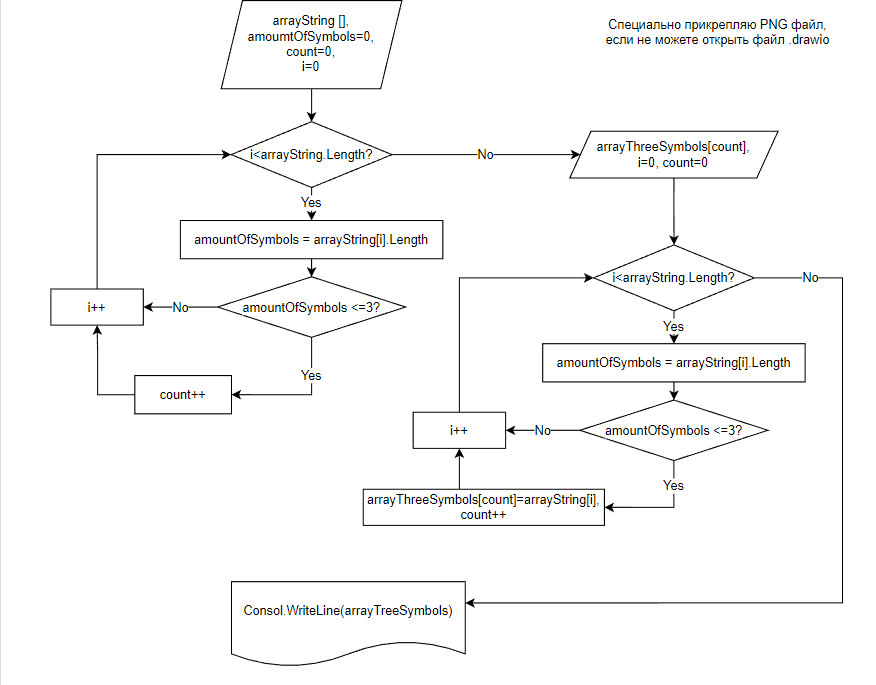 arrayString [],
amoumtOfSymbols=0,
count=0,
i=0
Специально прикрепляю PNG файл,
если не можете открыть файл .drawio
i<arrayString.Length?
No
arrayThreeSymbols[count],
i=0, count=0
Yes
amountOfSymbols = arrayString[i].Length
i++
No
amountOfSymbols <=3?
Yes
count++
i<arrayString.Length?
No
Yes
amountOfSymbols = arrayString[i].Length
i++
No
amountOfSymbols <=3?
Yes
arrayThreeSymbols[count]=arrayString[i],
count++
Consol.WriteLine(arrayTreeSymbols)